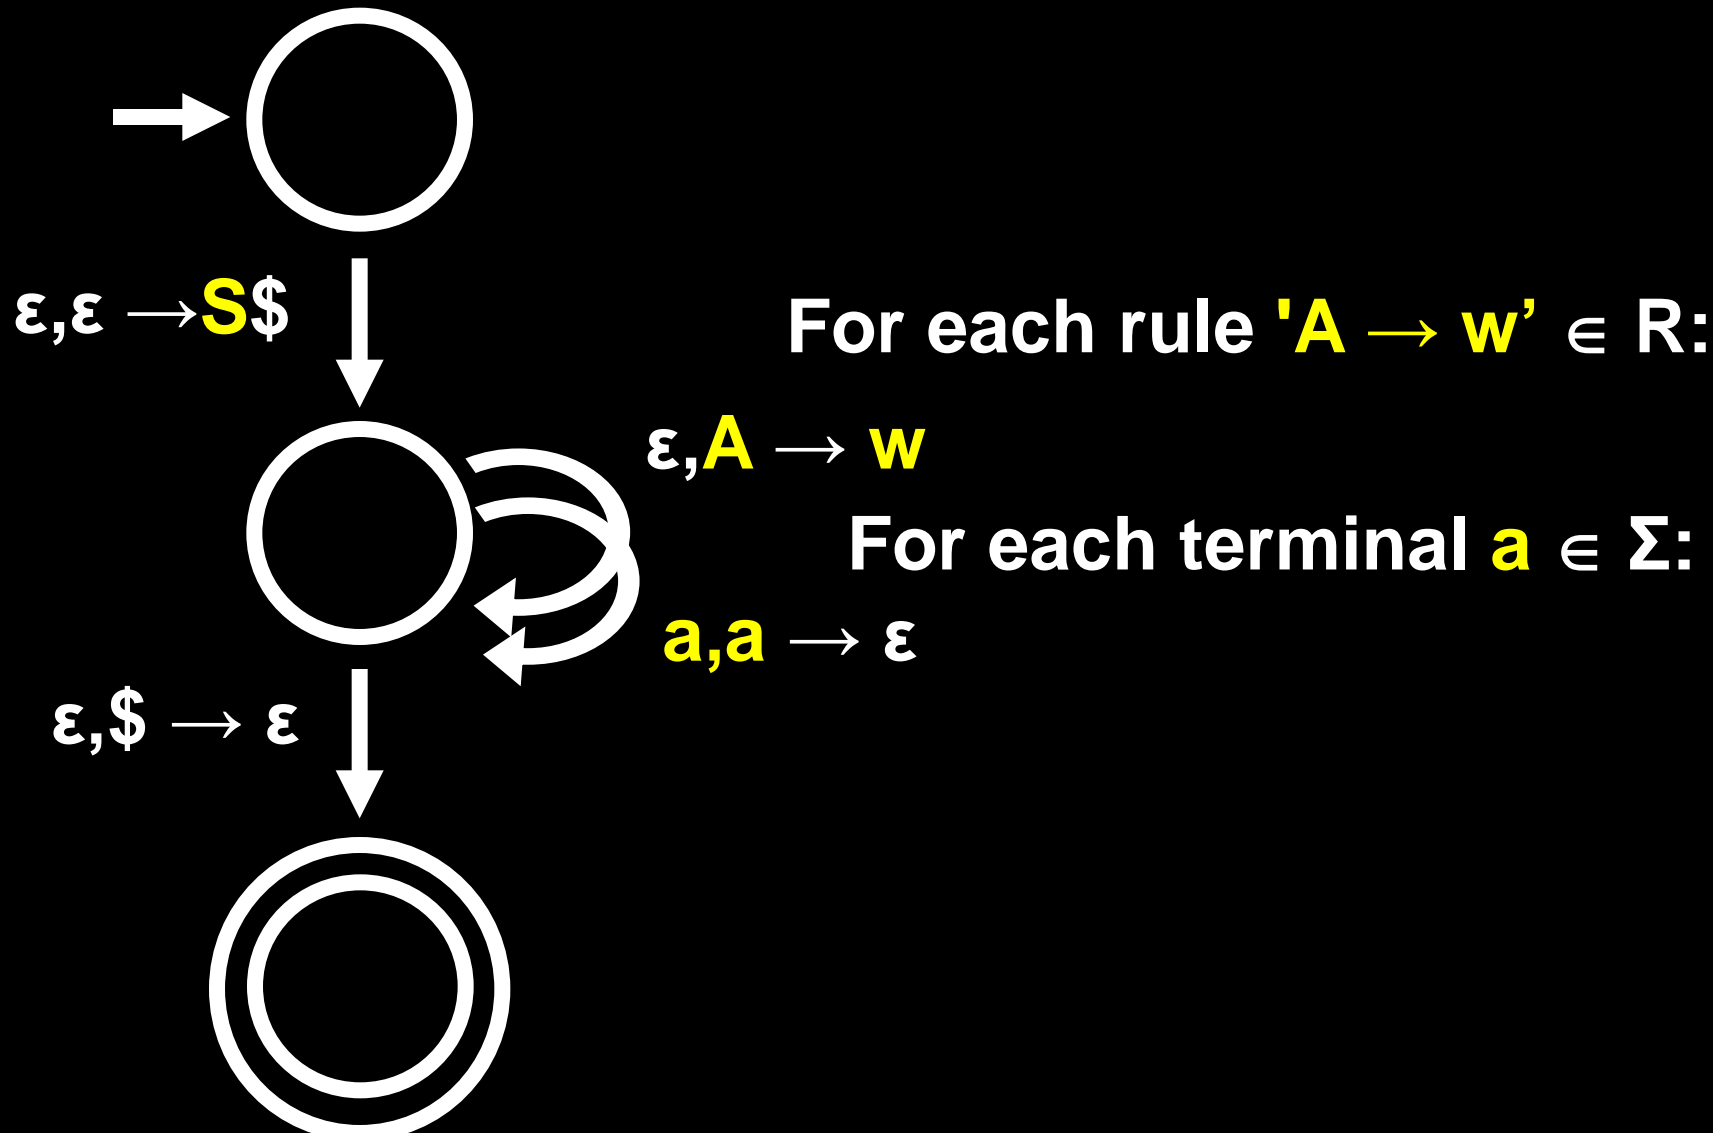 ε,ε →S$
For each rule 'A → w’ ∈ R:
ε,A → w
For each terminal a ∈ Σ:
a,a → ε
ε,$ → ε